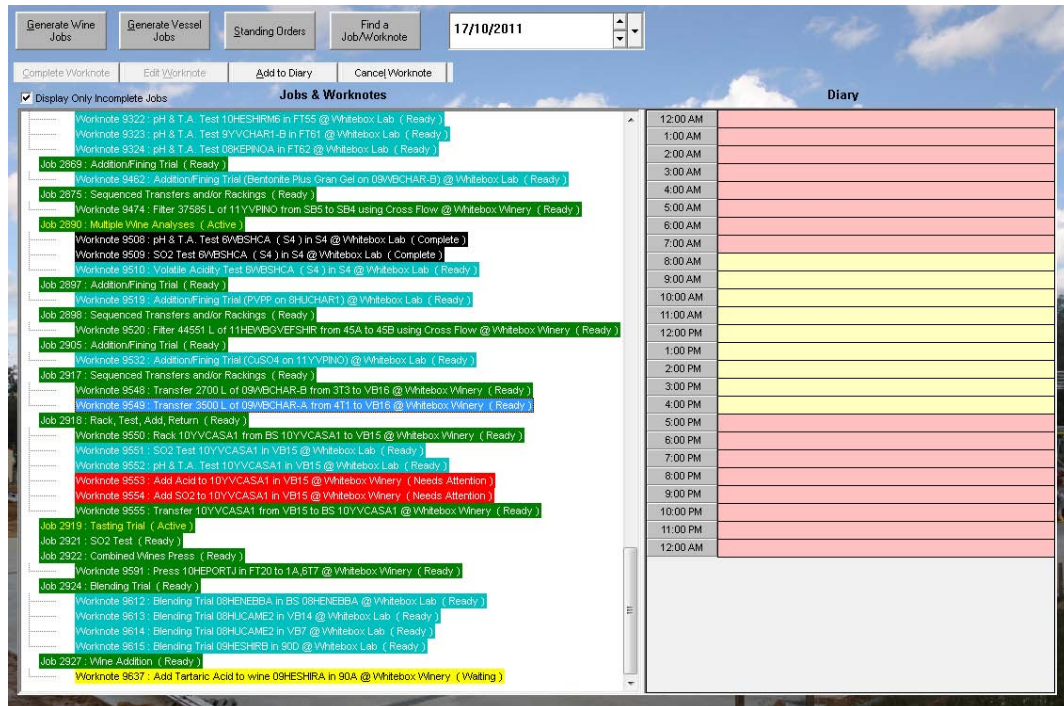 Generate Wine Jobs
Generate Vessel Jobs
Standing Orders
Find a Job/Worknote
17/10/2011
Complete Worknote
Edit Worknote
Add to Diary
Cancel Worknote
Display Only Incomplete Jobs
Jobs & Worknotes
Diary
Worknote 9322 : pH & T.A. Test 10HESHIRM6 in FT55 @ Whitebox Lab ( Ready )
Worknote 9323 : pH & T.A. Test 9YVCHAR1-B in FT61 @ Whitebox Lab ( Ready )
Worknote 9324 : pH & T.A. Test 08KEPINOA in FT62 @ Whitebox Lab ( Ready )
Job 2869 : Addition/Fining Trial ( Ready )
Worknote 9462 : Addition/Fining Trial (Bentonite Plus Gran Gel on 09WBCHAR-B) @ Whitebox Lab ( Ready )
Job 2875 : Sequenced Transfers and/or Rackings ( Ready )
Worknote 9474 : Filter 37585 L of 11YVPINO from SB5 to SB4 using Cross Flow @ Whitebox Winery ( Ready )
Job 2890 : Multiple Wine Analyses ( Active )
Worknote 9508 : pH & T.A. Test 6WBSHCA ( S4 ) in S4 @ Whitebox Lab ( Complete )
Worknote 9509 : SO2 Test 6WBSHCA ( S4 ) in S4 @ Whitebox Lab ( Complete )
Worknote 9510 : Volatile Acidity Test 6WBSHCA ( S4 ) in S4 @ Whitebox Lab ( Ready )
Job 2897 : Addition/Fining Trial ( Ready )
Worknote 9519 : Addition/Fining Trial (PVPP on 8HUCHAR1) @ Whitebox Lab ( Ready )
Job 2898 : Sequenced Transfers and/or Rackings ( Ready )
Worknote 9520 : Filter 44551 L of 11HEWBGVEFSHIR from 45A to 45B using Cross Flow @ Whitebox Winery ( Ready )
Job 2905 : Addition/Fining Trial ( Ready )
Worknote 9532 : Addition/Fining Trial (CuSO4 on 11YVPINO) @ Whitebox Lab ( Ready )
Job 2917 : Sequenced Transfers and/or Rackings ( Ready )
Worknote 9548 : Transfer 2700 L of 09WBCHAR-B from 3T3 to VB16 @ Whitebox Winery ( Ready )
Worknote 9549 : Transfer 3500 L of 09WBCHAR-A from 4T1 to VB16 @ Whitebox Winery ( Ready )
Job 2918 : Rack, Test, Add, Return ( Ready )
Worknote 9550 : Rack 10YVCASA1 from BS 10YVCASA1 to VB15 @ Whitebox Winery ( Ready )
Worknote 9551 : SO2 Test 10YVCASA1 in VB15 @ Whitebox Lab ( Ready )
Worknote 9552 : pH & T.A. Test 10YVCASA1 in VB15 @ Whitebox Lab ( Ready )
Worknote 9553 : Add Acid to 10YVCASA1 in VB15 @ Whitebox Winery ( Needs Attention )
Worknote 9554 : Add SO2 to 10YVCASA1 in VB15 @ Whitebox Winery ( Needs Attention )
Worknote 9555 : Transfer 10YVCASA1 from VB15 to BS 10YVCASA1 @ Whitebox Winery ( Ready )
Job 2919 : Tasting Trial ( Active )
Job 2921 : SO2 Test ( Ready )
Job 2922 : Combined Wines Press ( Ready )
Worknote 9591 : Press 10HEPORTJ in FT20 to 1A,6T7 @ Whitebox Winery ( Ready )
Job 2924 : Blending Trial ( Ready )
Worknote 9612 : Blending Trial 08HENEBBA in BS 08HENEBBA @ Whitebox Lab ( Ready )
Worknote 9613 : Blending Trial 08HUCAME2 in VB14 @ Whitebox Lab ( Ready )
Worknote 9614 : Blending Trial 08HUCAME2 in VB7 @ Whitebox Lab ( Ready )
Worknote 9615 : Blending Trial 09HESHIRB in 90D @ Whitebox Lab ( Ready )
Job 2927 : Wine Addition ( Ready )
Worknote 9637 : Add Tartaric Acid to wine 09HESHIRA in 90A @ Whitebox Winery ( Waiting )
12:00 AM
1:00 AM
2:00 AM
3:00 AM
4:00 AM
5:00 AM
6:00 AM
7:00 AM
8:00 AM
9:00 AM
10:00 AM
11:00 AM
12:00 PM
1:00 PM
2:00 PM
3:00 PM
4:00 PM
5:00 PM
6:00 PM
7:00 PM
8:00 PM
9:00 PM
10:00 PM
11:00 PM
12:00 AM